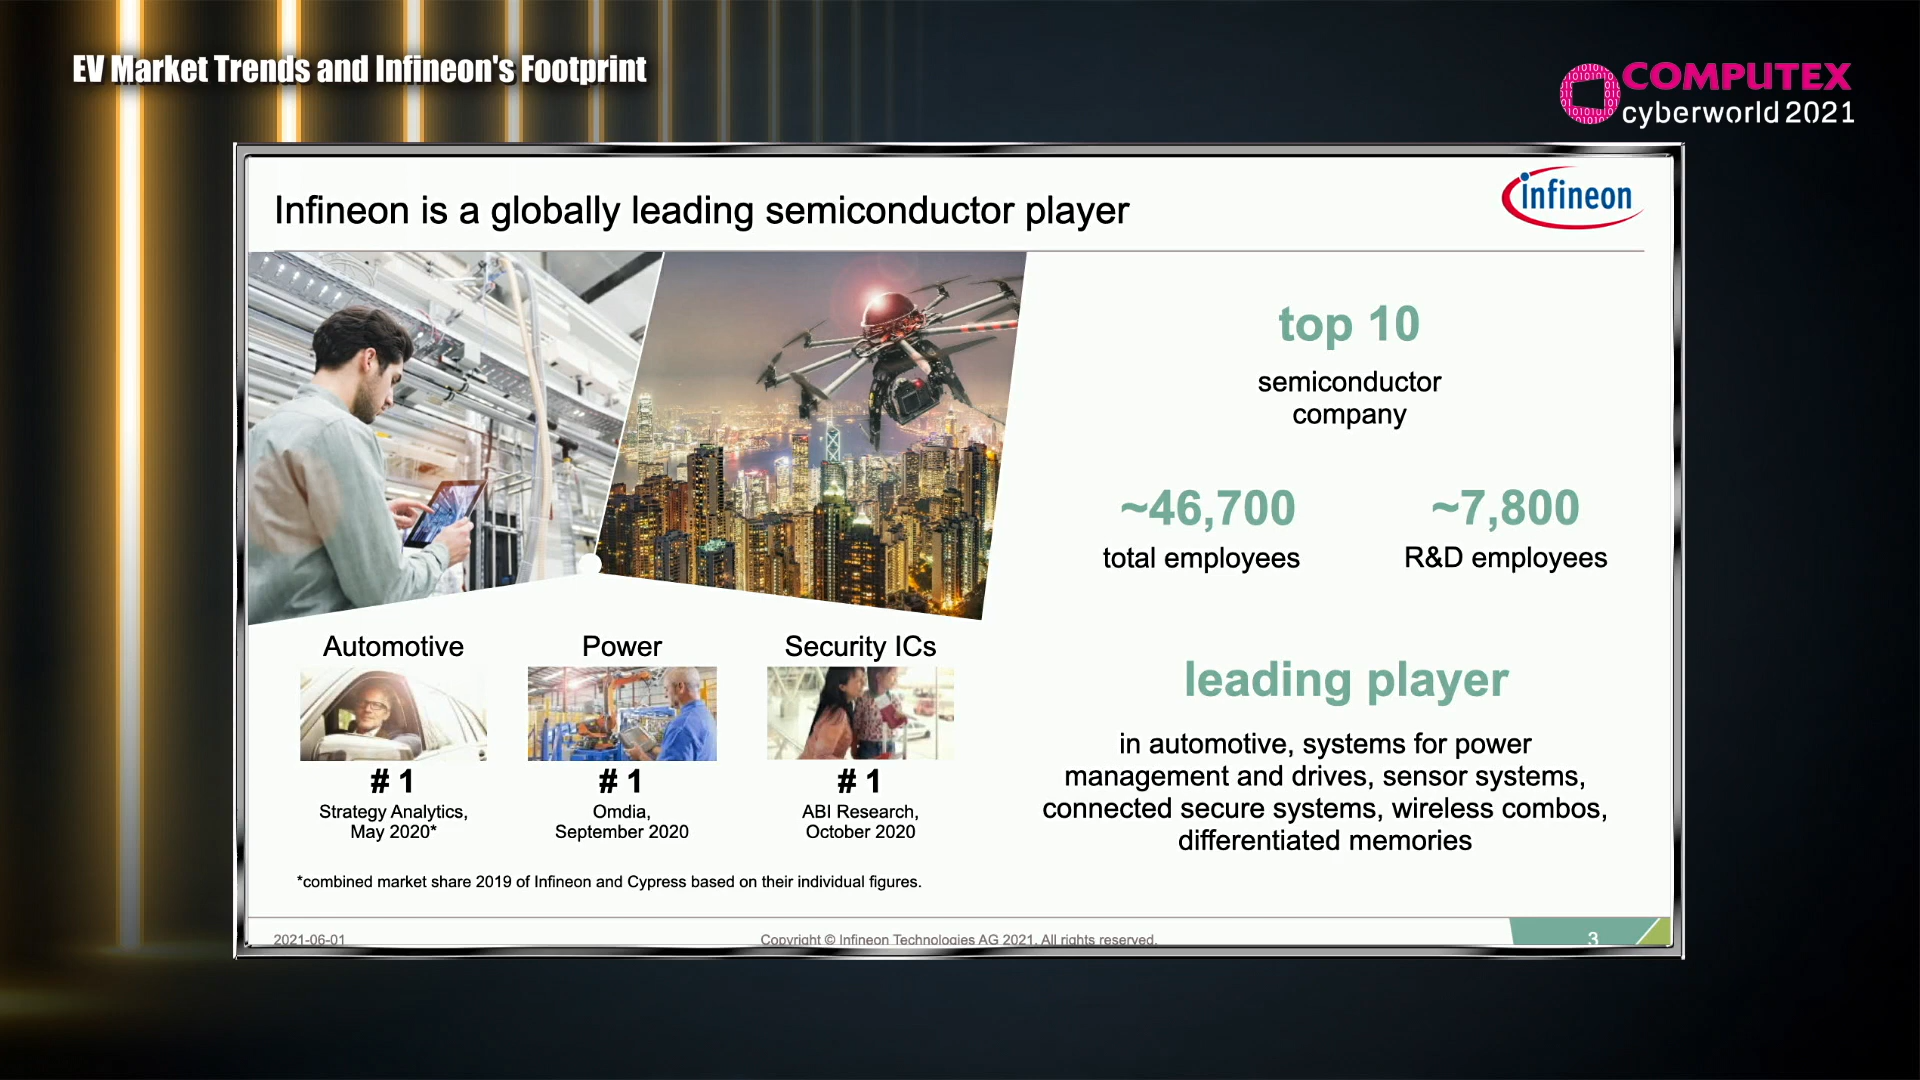 EV Market Trends and Infineon's Footprint
COMPUTEX
cyberworld 2021
Infineon is a globally leading semiconductor player
infineon
top 10
semiconductor
company
~46,700
total employees
~7,800
R&D employees
Automotive
# 1
Strategy Analytics,
May 2020*
Power
# 1
Omdia,
September 2020
Security ICs
# 1
ABI Research,
October 2020
leading player
in automotive, systems for power
management and drives, sensor systems,
connected secure systems, wireless combos,
differentiated memories
*combined market share 2019 of Infineon and Cypress based on their individual figures.
2021-06-01
Copyright © Infineon Technologies AG 2021. All rights reserved.
3